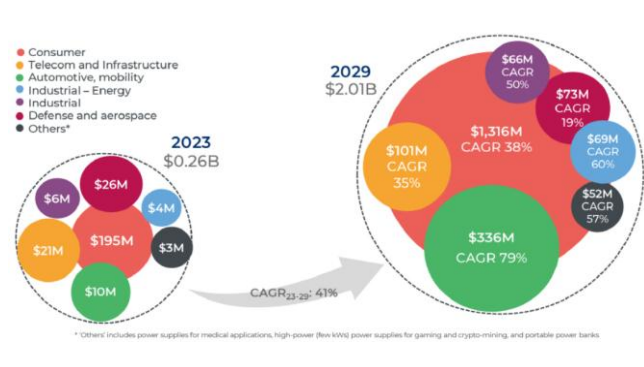 Consumer
Telecom and Infrastructure
Automotive, mobility
Industrial – Energy
Industrial
Defense and aerospace
Others*
2023
$0.26B
$26M
$6M
$4M
$195M
$21M
$3M
$10M
CAGR23-29: 41%
2029
$2.01B
$66M
CAGR
50%
$73M
CAGR
19%
$1,316M
CAGR 38%
$101M
CAGR
35%
$69M
CAGR
60%
$52M
CAGR
57%
$336M
CAGR 79%
* 'Others' includes power supplies for medical applications, high-power (few kWs) power supplies for gaming and crypto-mining, and portable power banks